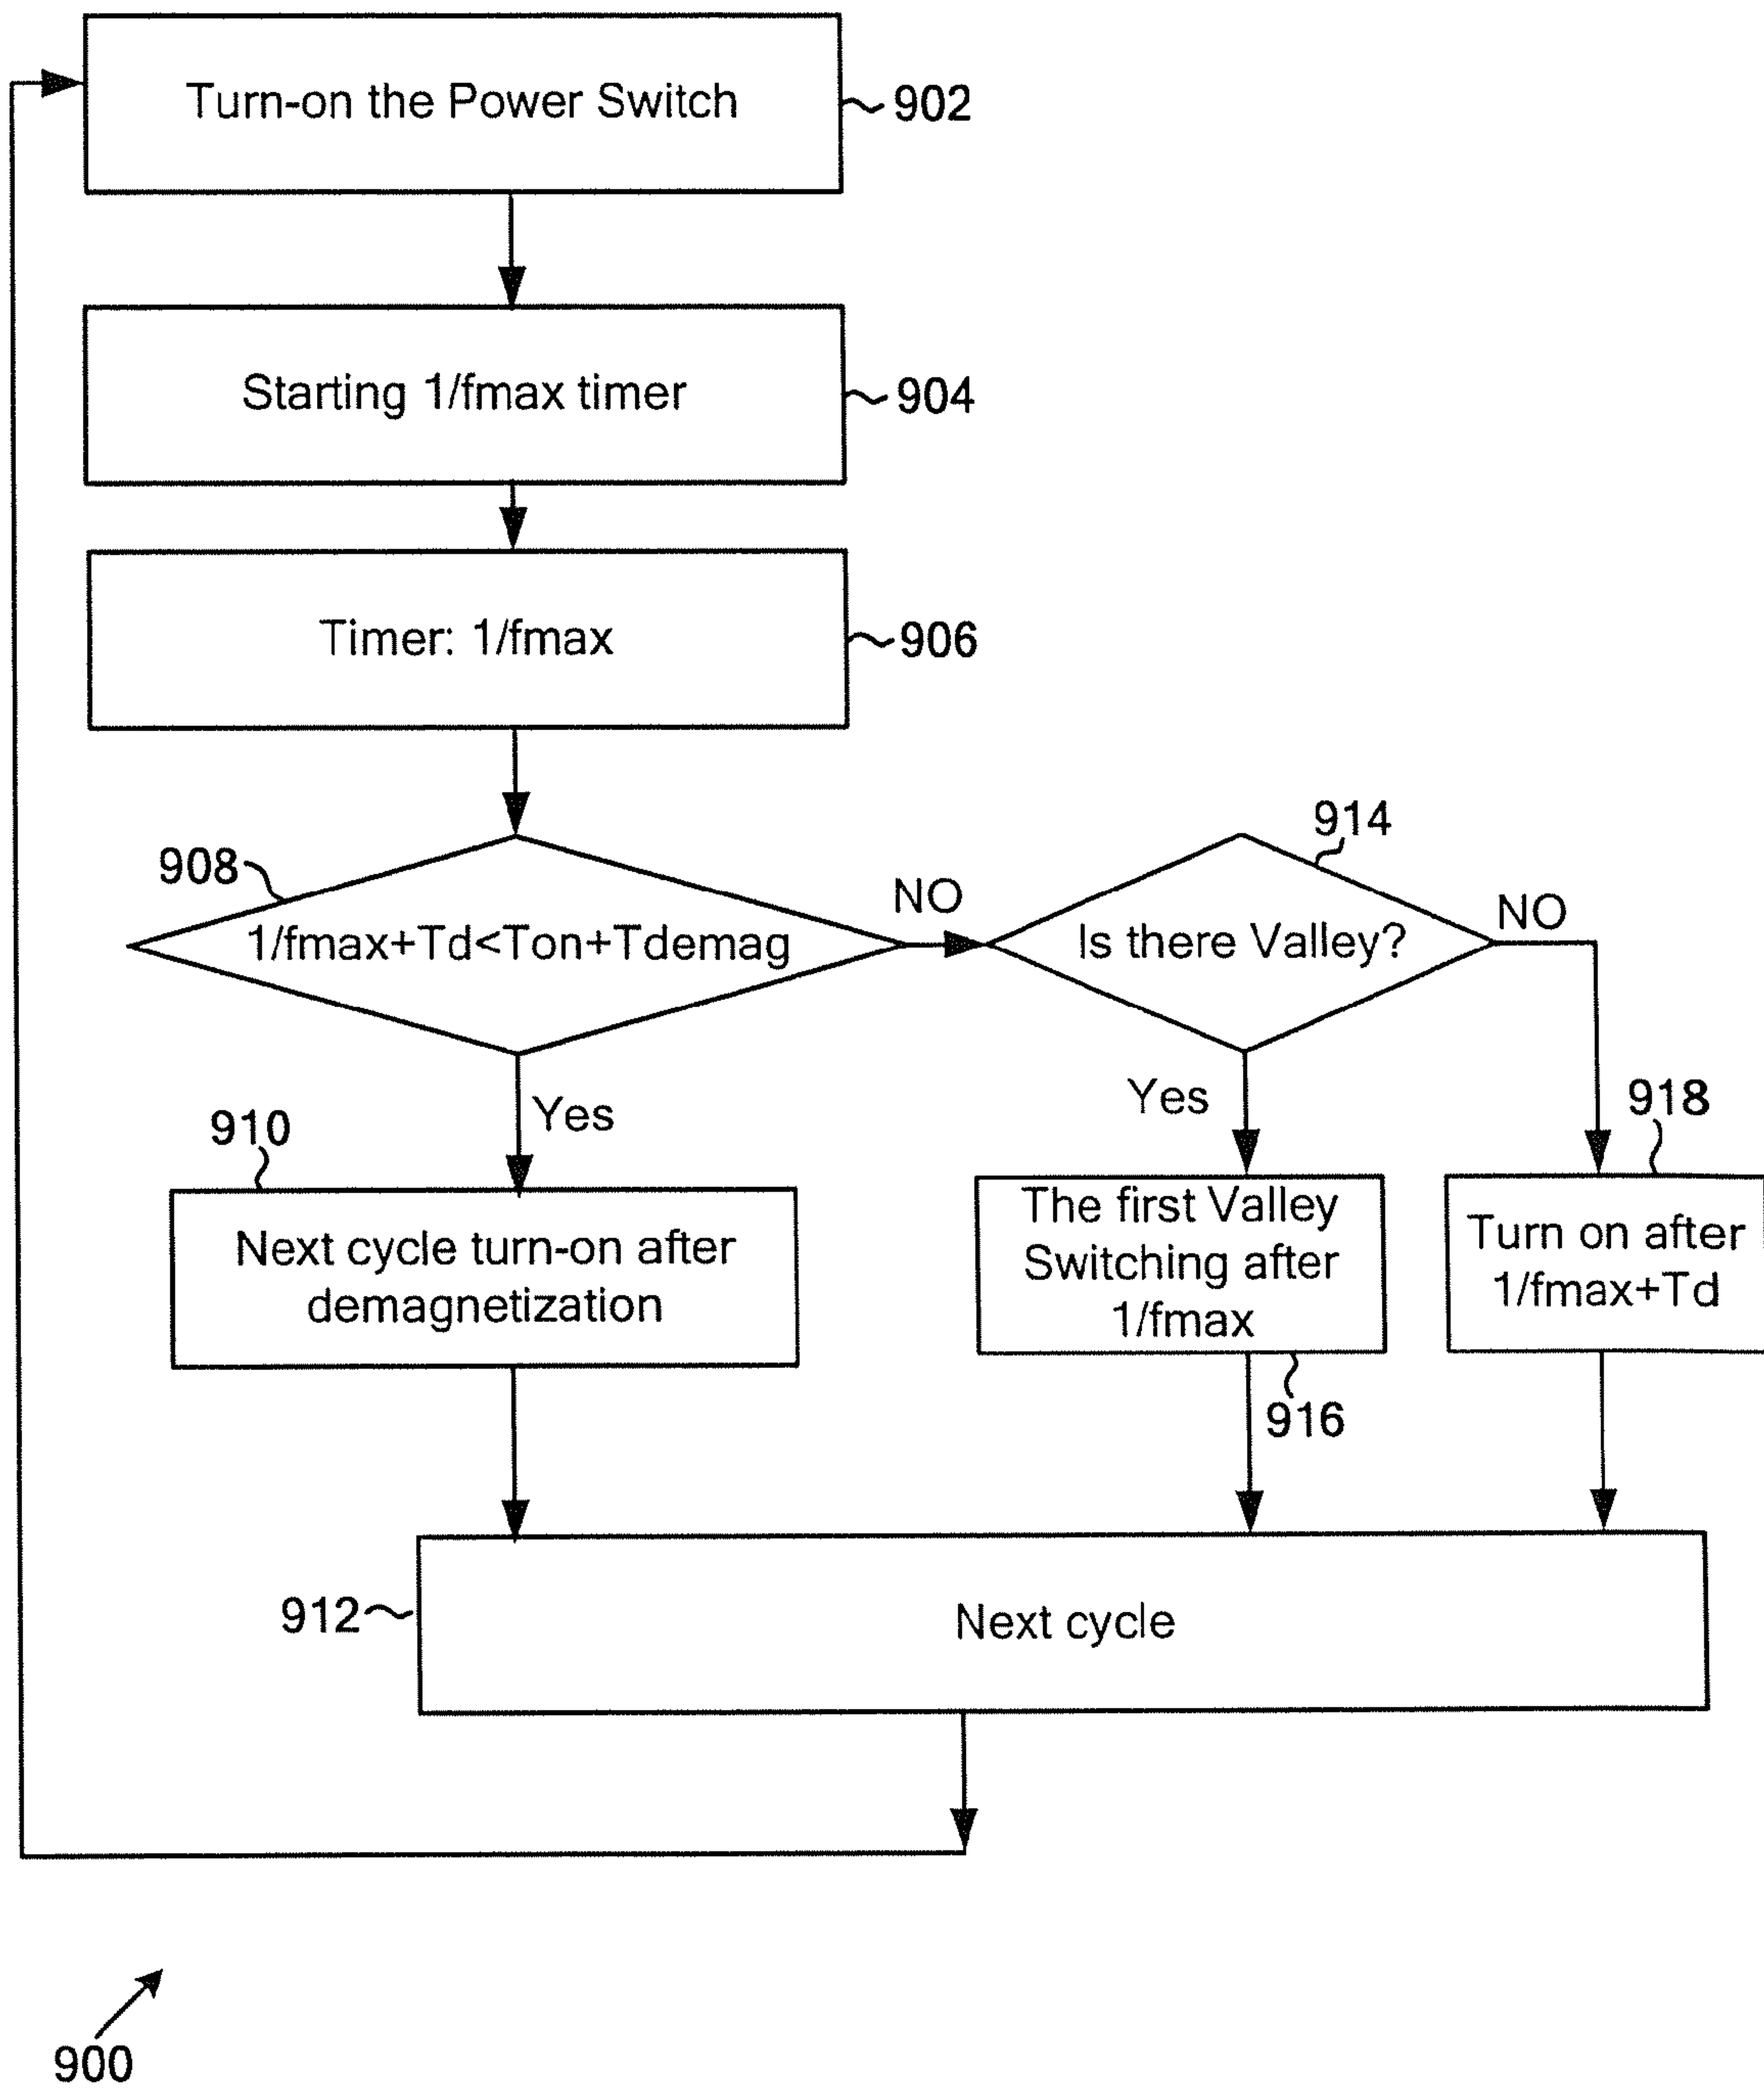 Turn-on the Power Switch
902
Starting 1/fmax timer
904
Timer: 1/fmax
906
908
1/fmax+Td<Ton+Tdemag
NO
914
Is there Valley?
NO
Yes
910
Next cycle turn-on after
demagnetization
Yes
The first Valley
Switching after
1/fmax
916
918
Turn on after
1/fmax+Td
912
Next cycle
900